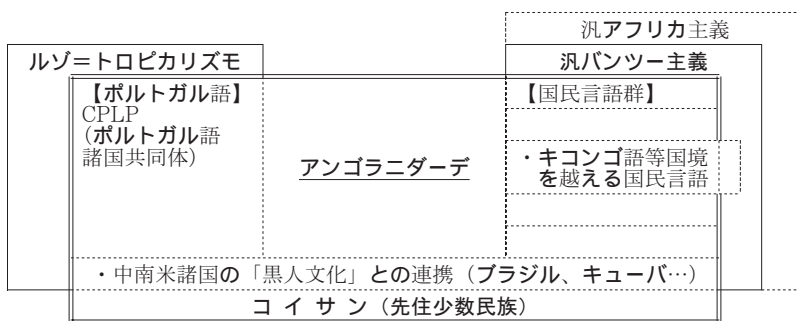 汎アフリカ主義
ルゾ＝トロピカリズモ
汎バンツー主義
【ポルトガル語】
CPLP
（ポルトガル語
諸国共同体）
アンゴラニダーデ
【国民言語群】
・キコンゴ語等国境
を越える国民言語
・中南米諸国の「黒人文化」との連携（ブラジル、キューバ…）
コ イ サ ン（先住少数民族）